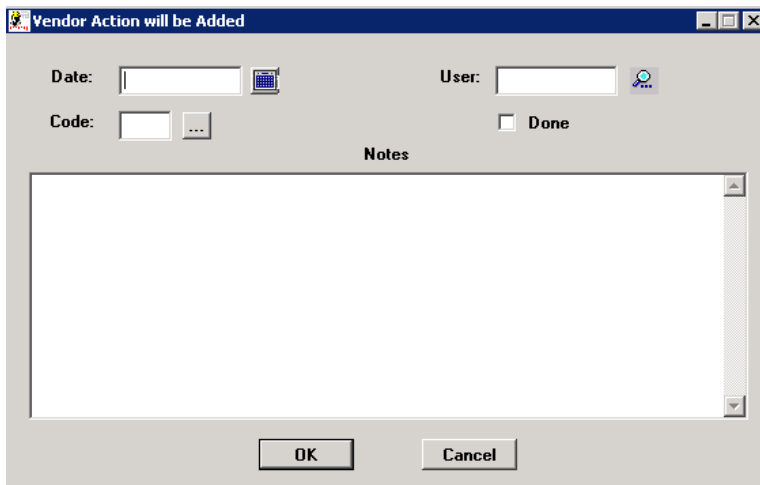 Vendor Action will be Added
Date: User:
Code: ... Done
Notes
OK Cancel